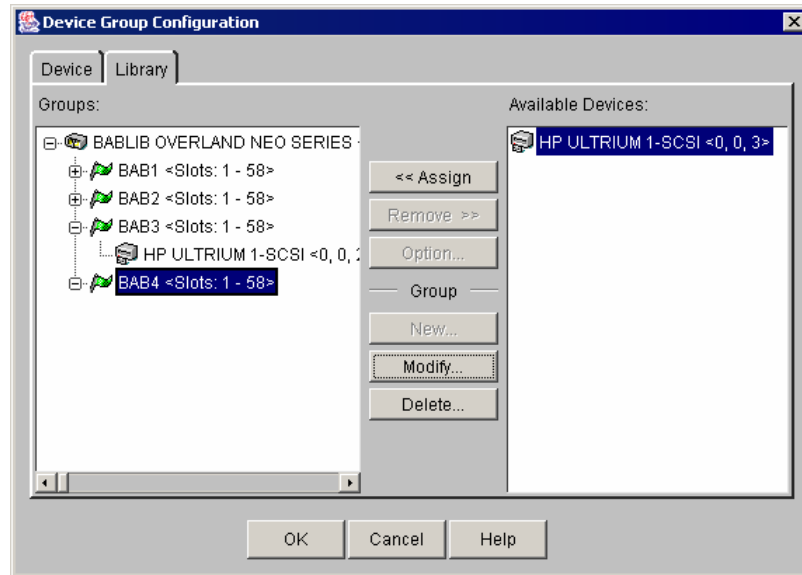 Device Group Configuration
Device Library
Groups:
BABLIB OVERLAND NEO SERIES -
BAB1 <Slots: 1 - 58>
BAB2 <Slots: 1 - 58>
BAB3 <Slots: 1 - 58>
HP ULTRIUM 1-SCSI <0, 0, 2
BAB4 <Slots: 1 - 58>
<< Assign
Remove >>
Option...
Group
New...
Modify...
Delete...
Available Devices:
HP ULTRIUM 1-SCSI <0, 0, 3>
OK Cancel Help